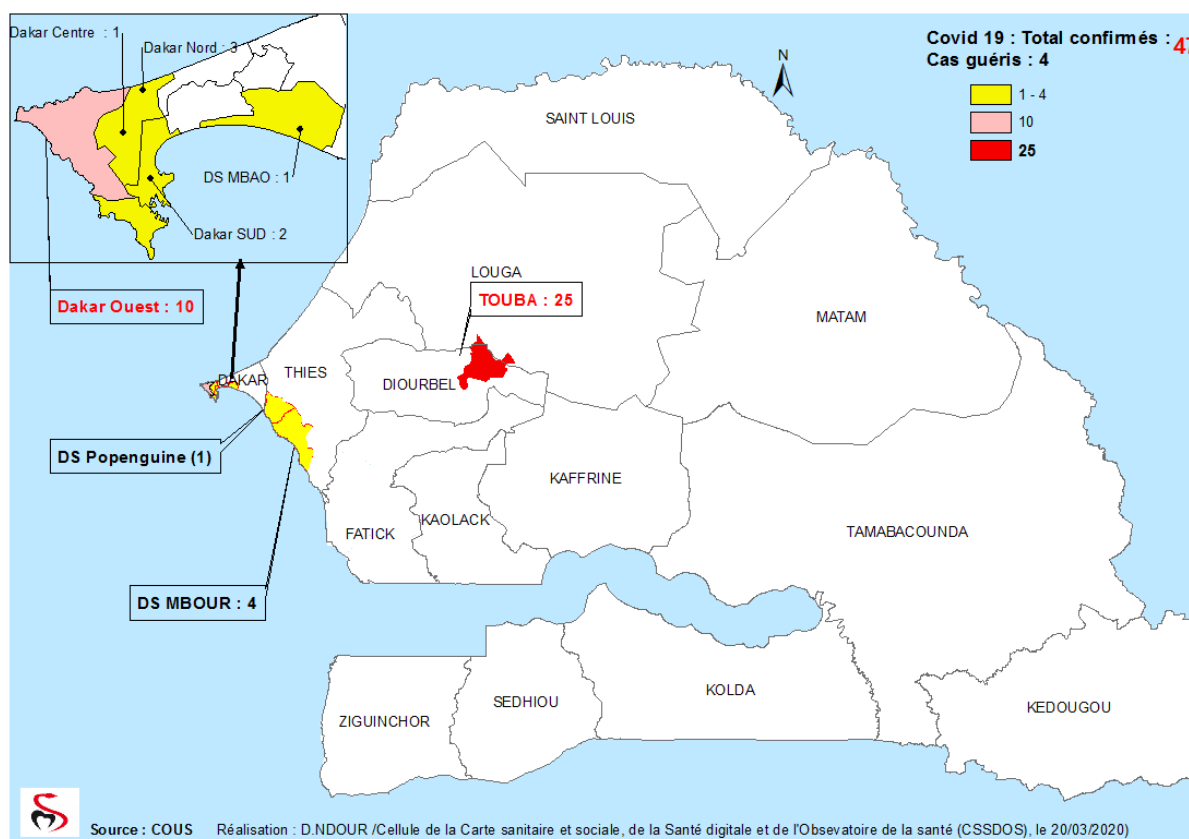 Dakar Centre : 1
Dakar Nord : 3
DS MBAO : 1
Dakar SUD : 2
Dakar Ouest : 10
Covid 19 : Total confirmés : 47
Cas guéris : 4
1 - 4
10
25
N
SAINT LOUIS
LOUGA
TOUBA : 25
MATAM
DAKAR
THIES
DIOURBEL
DS Popenguine (1)
KAFFRINE
FATICK
KAOLACK
TAMABACOUNDA
DS MBOUR : 4
ZIGUINCHOR
SEDHIOU
KOLDA
KEDOUGOU
Source : COUS Réalisation : D.NDOUR /Cellule de la Carte sanitaire et sociale, de la Santé digitale et de l'Obsevatoire de la santé (CSSDOS), le 20/03/2020)